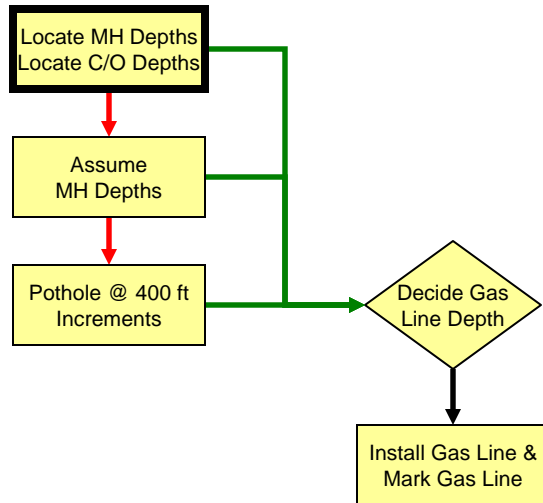 Locate MH Depths
Locate C/O Depths
Assume
MH Depths
Pothole @ 400 ft
Increments
Decide Gas
Line Depth
Install Gas Line &
Mark Gas Line